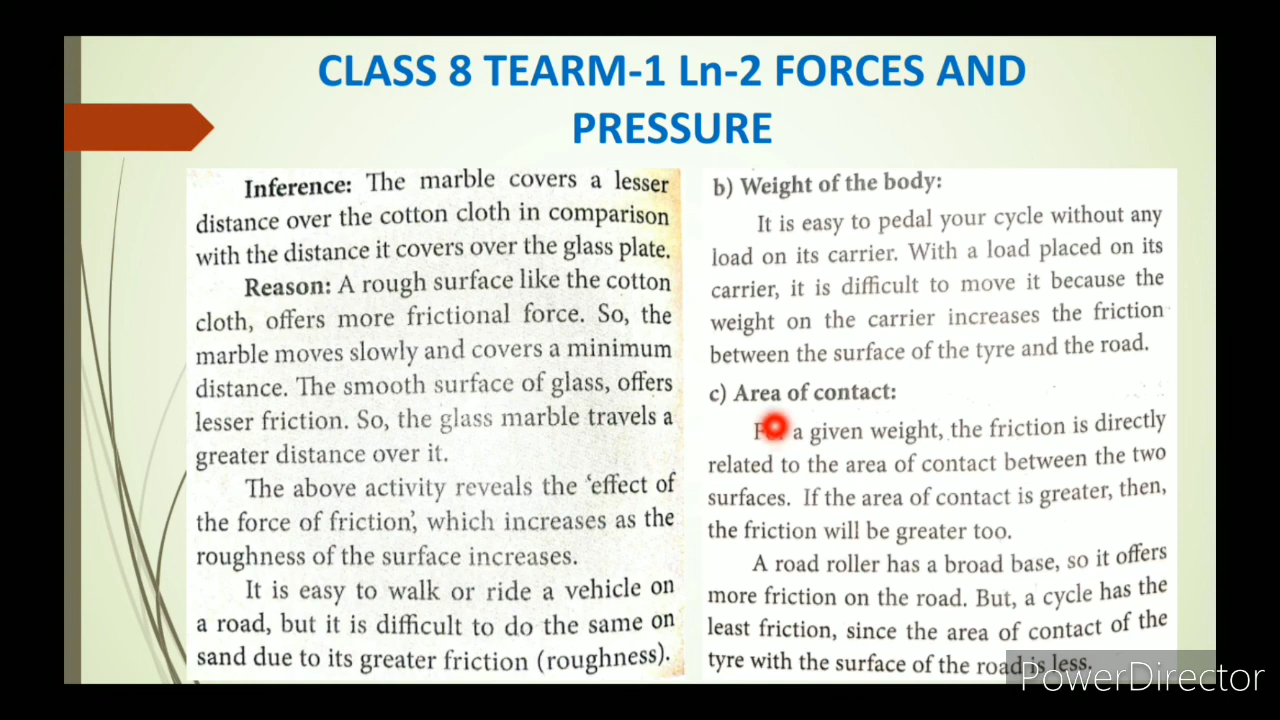 CLASS 8 TEARM-1 Ln-2 FORCES AND
PRESSURE
Inference: The marble covers a lesser
distance over the cotton cloth in comparison
with the distance it covers over the glass plate.
Reason: A rough surface like the cotton
cloth, offers more frictional force. So, the
marble moves slowly and covers a minimum
distance. The smooth surface of glass, offers
lesser friction. So, the glass marble travels a
greater distance over it.
The above activity reveals the ‘effect of
the force of friction’, which increases as the
roughness of the surface increases.
It is easy to walk or ride a vehicle on
a road, but it is difficult to do the same on
sand due to its greater friction (roughness).
b) Weight of the body:
It is easy to pedal your cycle without any
load on its carrier. With a load placed on its
carrier, it is difficult to move it because the
weight on the carrier increases the friction
between the surface of the tyre and the road.
c) Area of contact:
For a given weight, the friction is directly
related to the area of contact between the two
surfaces. If the area of contact is greater, then,
the friction will be greater too.
A road roller has a broad base, so it offers
more friction on the road. But, a cycle has the
least friction, since the area of contact of the
tyre with the surface of the road is less.
PowerDirector